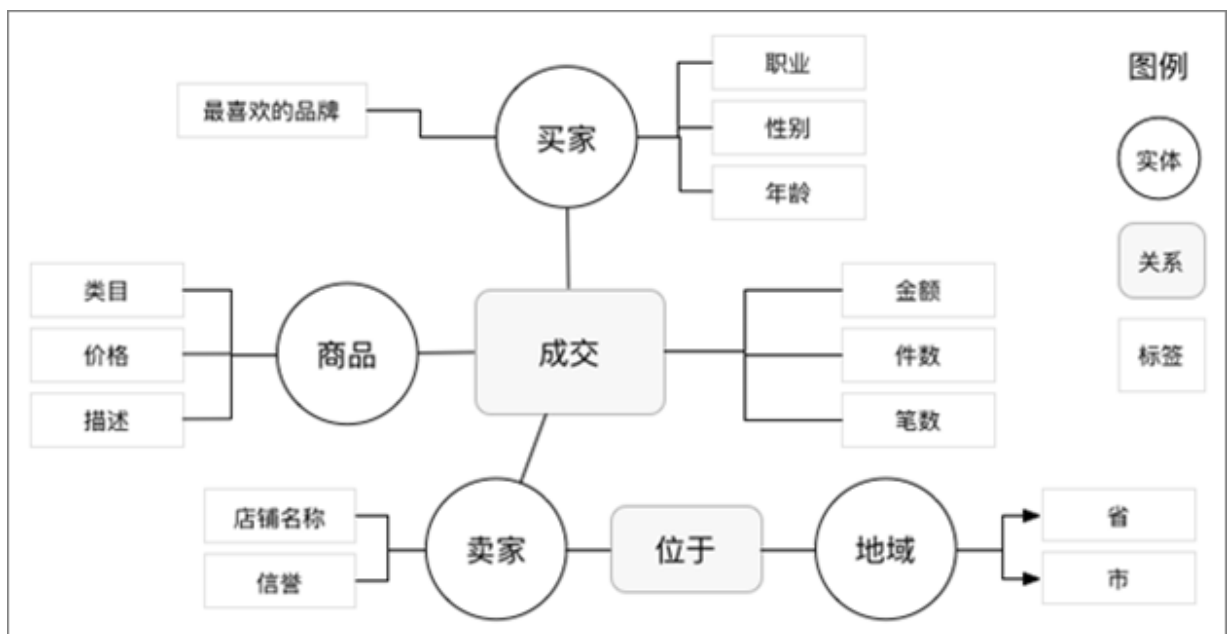 职业
图例
最喜欢的品牌
买家
性别
实体
年龄
类目
金额
关系
价格
商品
成交
件数
标签
描述
笔数
店铺名称
卖家
位于
地域
省
信誉
市